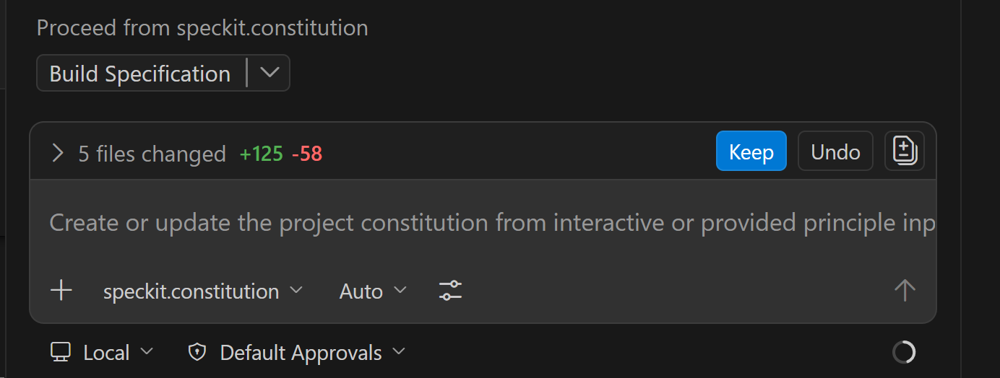 Proceed from speckit.constitution
Build Specification
5 files changed +125 -58 Keep Undo
Create or update the project constitution from interactive or provided principle inp
speckit.constitution Auto
Local Default Approvals